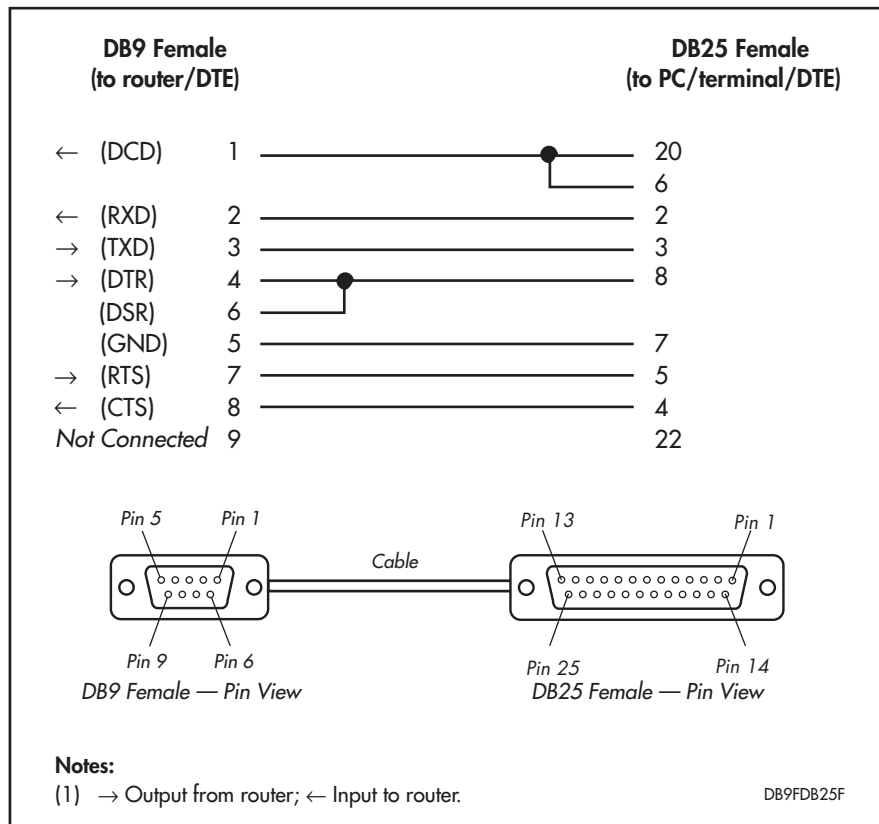 DB9 Female DB25 Female
(to router/DTE) (to PC/terminal/DTE)
← (DCD) 1 20
6
← (RXD) 2 2
→ (TXD) 3 3
→ (DTR) 4 8
(DSR) 6
(GND) 5 7
→ (RTS) 7 5
← (CTS) 8 4
Not Connected 9 22
Pin 5 Pin 1 Pin 13 Pin 1
Cable
Pin 9 Pin 6 Pin 25 Pin 14
DB9 Female — Pin View DB25 Female — Pin View
Notes:
(1) → Output from router; ← Input to router. DB9FDB25F